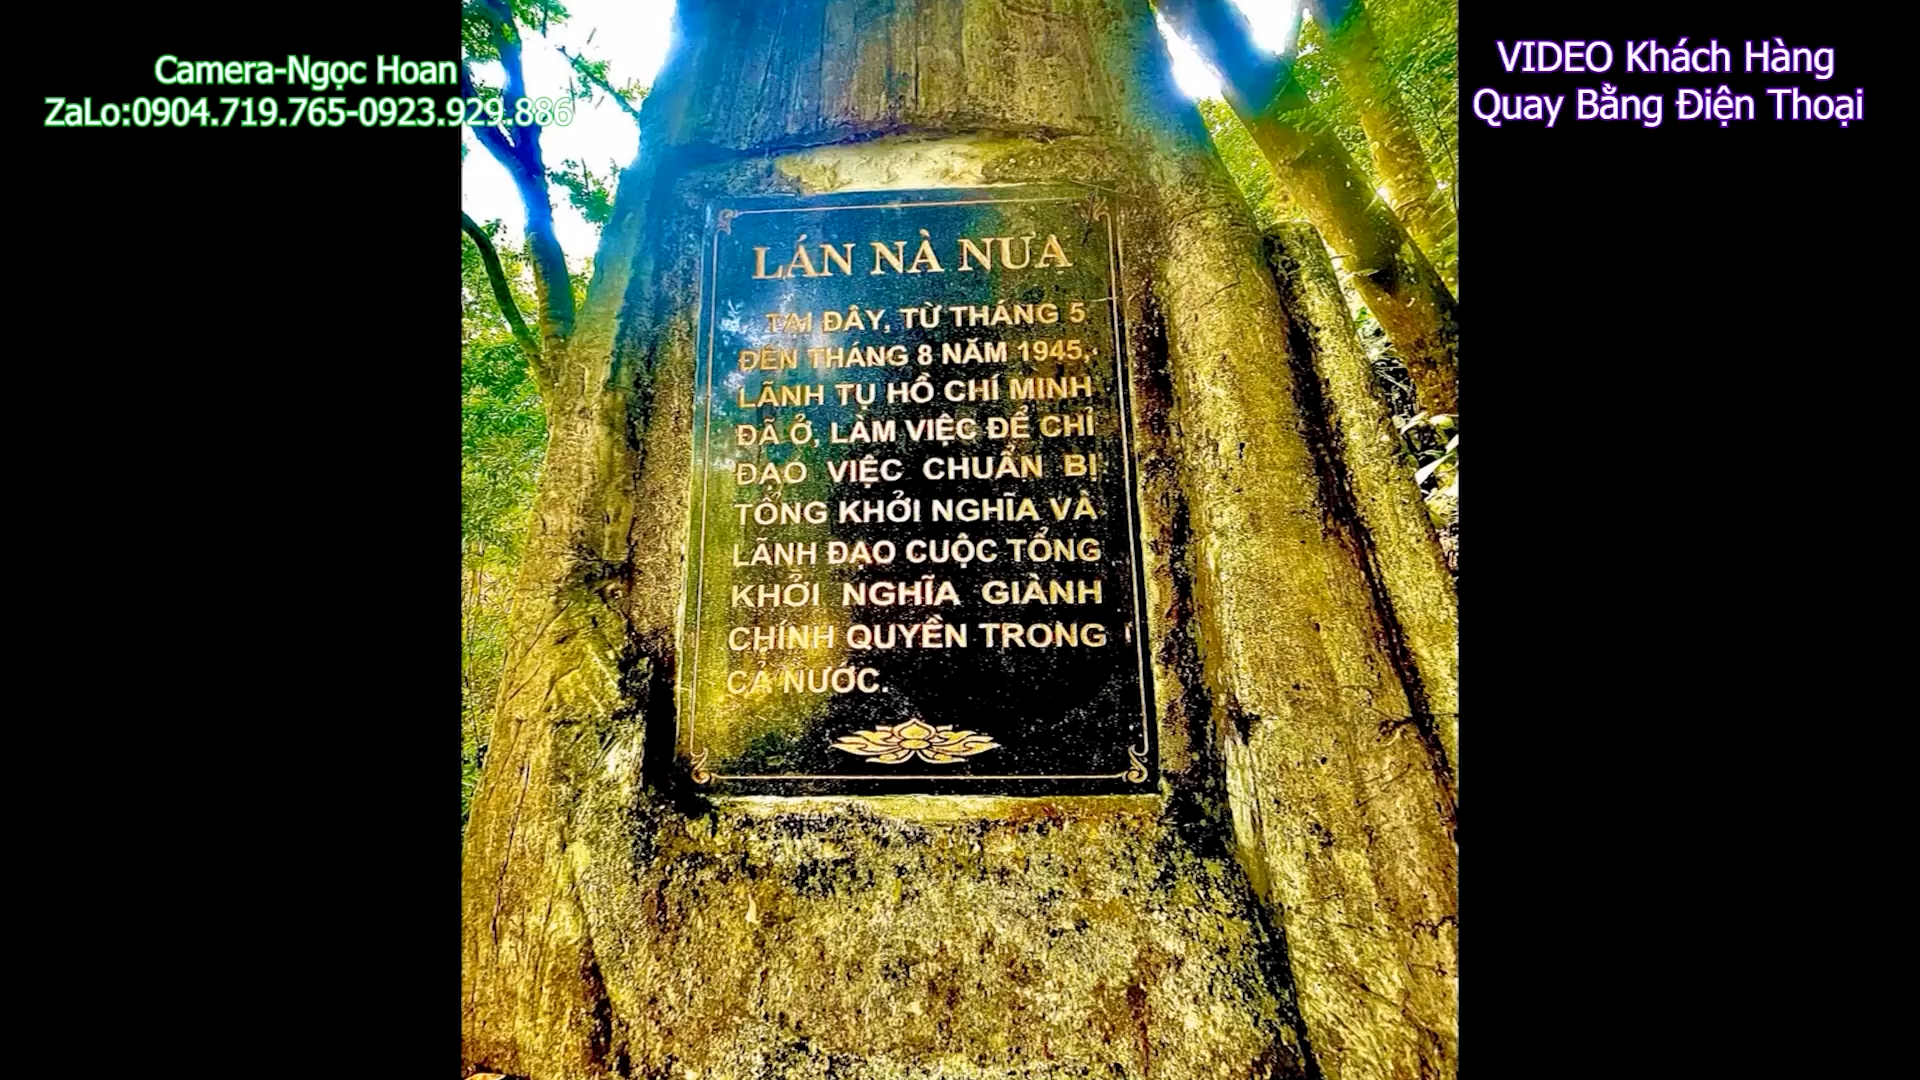 Camera-Ngọc Hoan
ZaLo:0904.719.765-0923.929.886
VIDEO Khách Hàng
Quay Bằng Điện Thoại
LÁN NÀ NƯA
TẠI ĐÂY, TỪ THÁNG 5
ĐẾN THÁNG 8 NĂM 1945,
LÃNH TỤ HỒ CHÍ MINH
ĐÃ Ở, LÀM VIỆC ĐỂ CHỈ
ĐẠO VIỆC CHUẨN BỊ
TỔNG KHỞI NGHĨA VÀ
LÃNH ĐẠO CUỘC TỔNG
KHỞI NGHĨA GIÀNH
CHÍNH QUYỀN TRONG
CẢ NƯỚC.